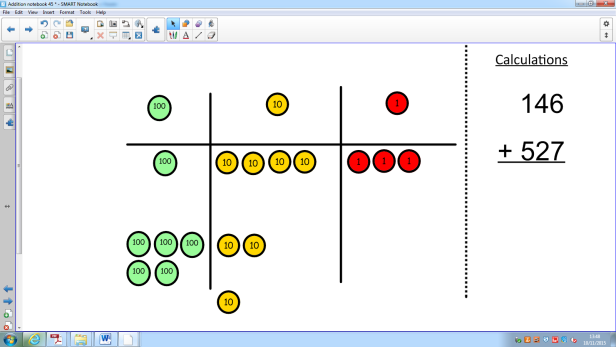 Addition notebook 45 * - SMART Notebook
File Edit View Insert Format Tools Help
Calculations
100 10 1
146
+ 527
100 10 10 10 10 1 1 1
100 100 100 10 10
100 100
10